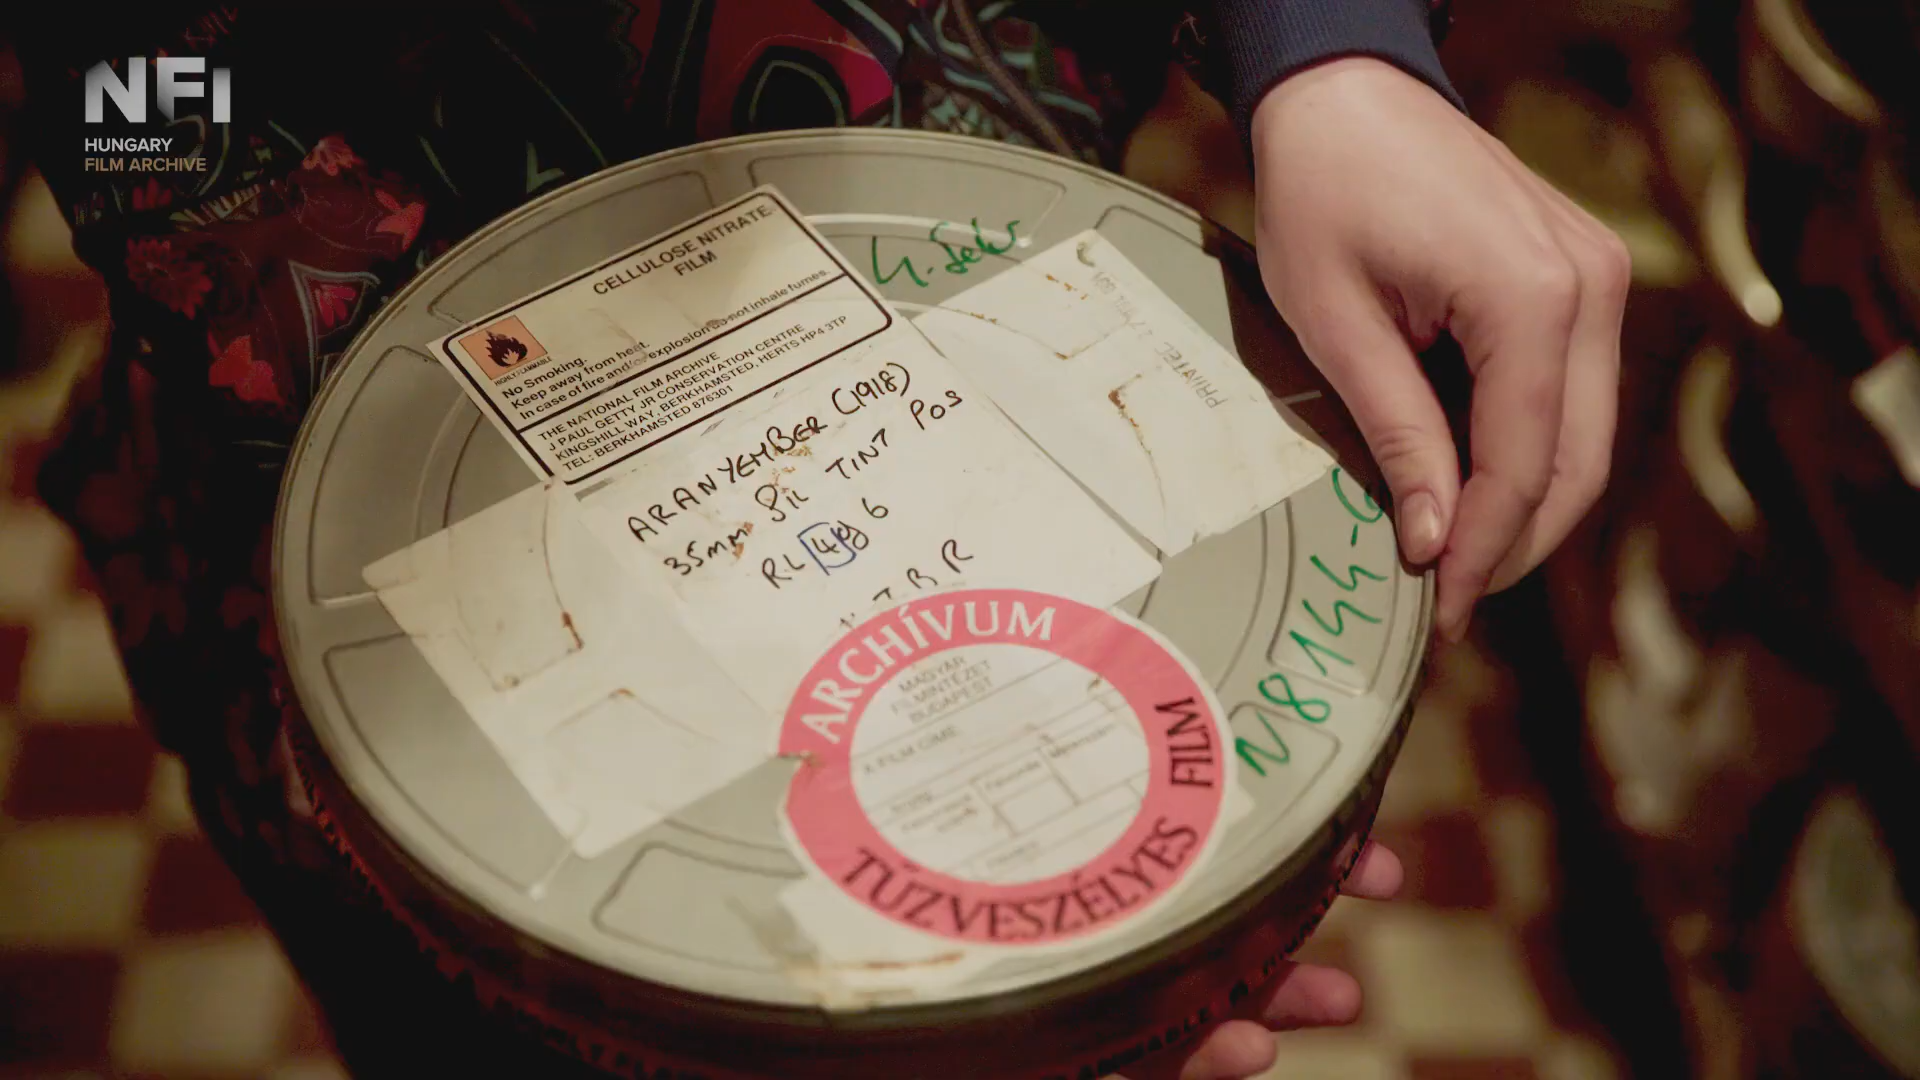 NFI
HUNGARY
FILM ARCHIVE
CELLULOSE NITRATE
FILM
HIGHLY FLAMMABLE
No Smoking.
Keep away from heat.
In case of fire and/or explosion do not inhale fumes.
THE NATIONAL FILM ARCHIVE
J PAUL GETTY JR CONSERVATION CENTRE
KINGSHILL WAY, BERKHAMSTED, HERTS HP4 3TP
TEL: BERKHAMSTED 876301
ARANYEMBER (1918)
35mm SIL TINT POS
RL 4 6
ARCHÍVUM
MAGYAR
FILMINTÉZET
BUDAPEST
A FILM CÍME
TŰZVESZÉLYES FILM
N8144-6